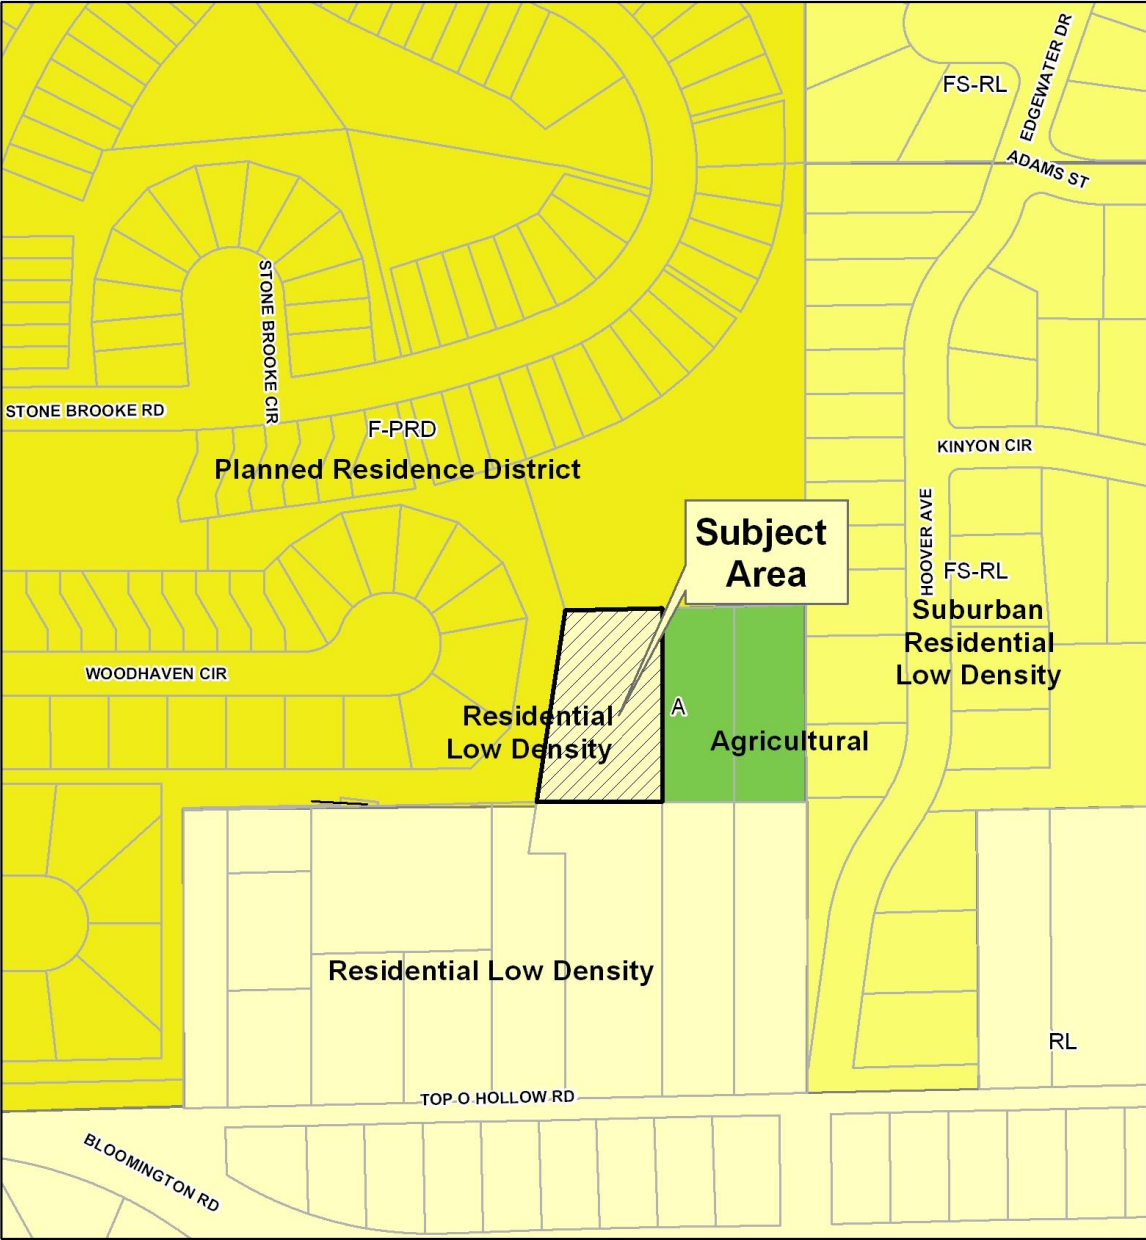 FS-RL
EDGEWATER DR
ADAMS ST
STONE BROOKE CIR
STONE BROOKE RD
F-PRD
Planned Residence District
KINYON CIR
HOOVER AVE
Subject
Area
FS-RL
Suburban
Residential
Low Density
WOODHAVEN CIR
Residential
Low Density
A
Agricultural
Residential Low Density
RL
TOP O HOLLOW RD
BLOOMINGTON RD